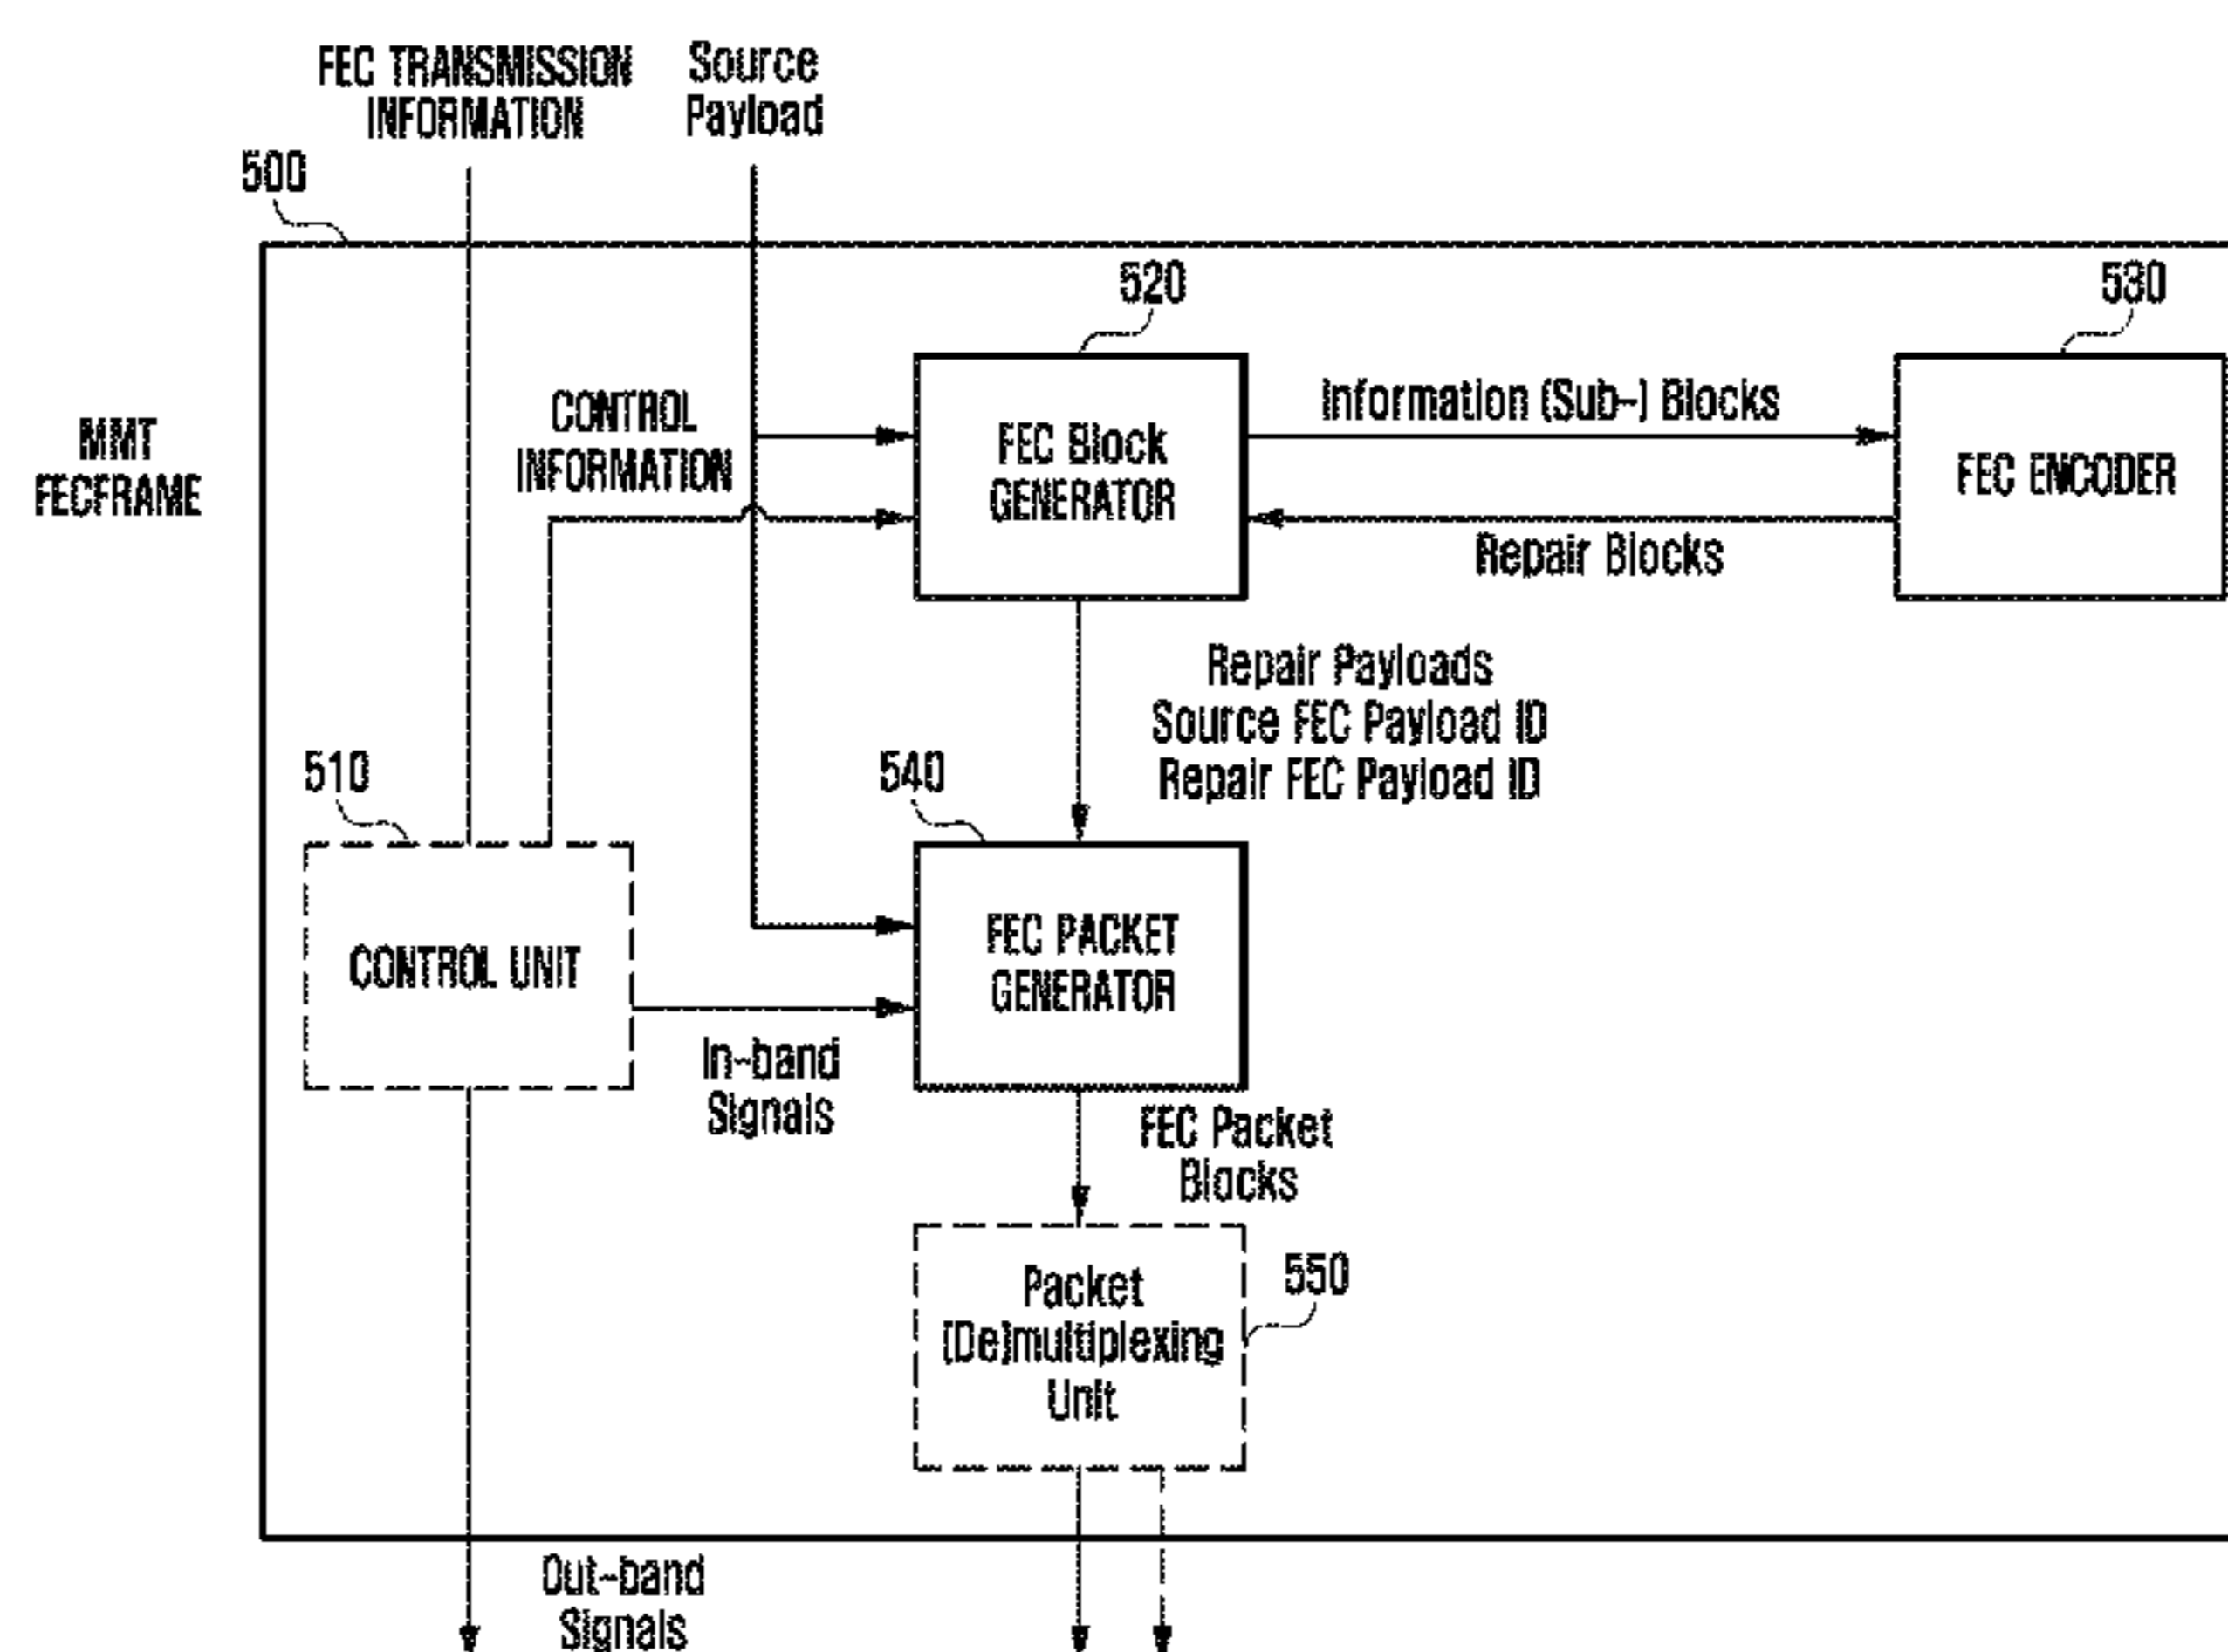 FEC TRANSMISSION
INFORMATION
Source
Payload
500
520
530
MMT
FECFRAME
CONTROL
INFORMATION
FEC Block
GENERATOR
Information (Sub-) Blocks
FEC ENCODER
Repair Blocks
Repair Payloads
Source FEC Payload ID
Repair FEC Payload ID
510
540
CONTROL UNIT
FEC PACKET
GENERATOR
In-band
Signals
FEC Packet
Blocks
Packet
(De)multiplexing
Unit
550
Out-band
Signals